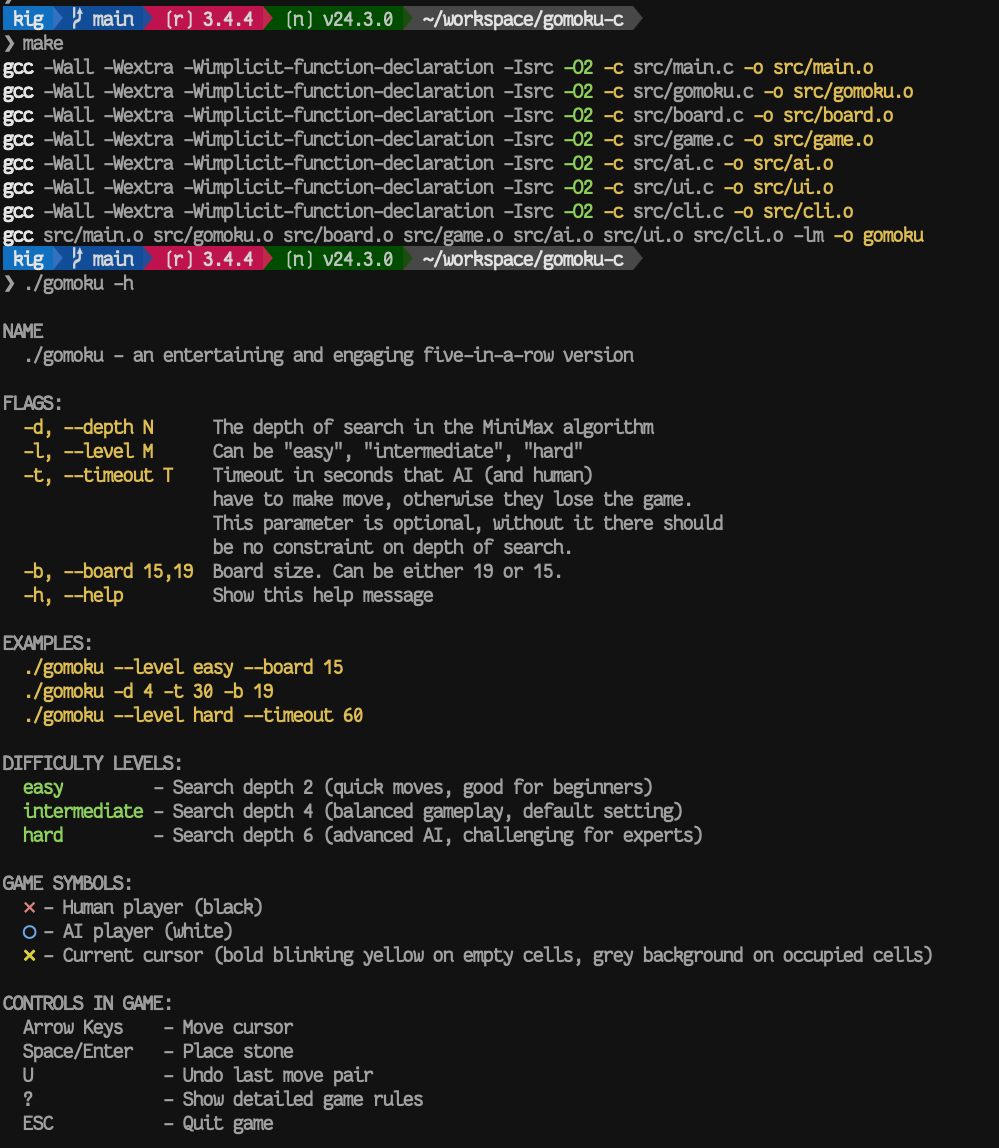 kig main (r) 3.4.4 (n) v24.3.0 ~/workspace/gomoku-c
❯ make
gcc -Wall -Wextra -Wimplicit-function-declaration -Isrc -O2 -c src/main.c -o src/main.o
gcc -Wall -Wextra -Wimplicit-function-declaration -Isrc -O2 -c src/gomoku.c -o src/gomoku.o
gcc -Wall -Wextra -Wimplicit-function-declaration -Isrc -O2 -c src/board.c -o src/board.o
gcc -Wall -Wextra -Wimplicit-function-declaration -Isrc -O2 -c src/game.c -o src/game.o
gcc -Wall -Wextra -Wimplicit-function-declaration -Isrc -O2 -c src/ai.c -o src/ai.o
gcc -Wall -Wextra -Wimplicit-function-declaration -Isrc -O2 -c src/ui.c -o src/ui.o
gcc -Wall -Wextra -Wimplicit-function-declaration -Isrc -O2 -c src/cli.c -o src/cli.o
gcc src/main.o src/gomoku.o src/board.o src/game.o src/ai.o src/ui.o src/cli.o -lm -o gomoku
kig main (r) 3.4.4 (n) v24.3.0 ~/workspace/gomoku-c
❯ ./gomoku -h
NAME
./gomoku - an entertaining and engaging five-in-a-row version
FLAGS:
-d, --depth N The depth of search in the MiniMax algorithm
-l, --level M Can be "easy", "intermediate", "hard"
-t, --timeout T Timeout in seconds that AI (and human)
have to make move, otherwise they lose the game.
This parameter is optional, without it there should
be no constraint on depth of search.
-b, --board 15,19 Board size. Can be either 19 or 15.
-h, --help Show this help message
EXAMPLES:
./gomoku --level easy --board 15
./gomoku -d 4 -t 30 -b 19
./gomoku --level hard --timeout 60
DIFFICULTY LEVELS:
easy - Search depth 2 (quick moves, good for beginners)
intermediate - Search depth 4 (balanced gameplay, default setting)
hard - Search depth 6 (advanced AI, challenging for experts)
GAME SYMBOLS:
✕ - Human player (black)
○ - AI player (white)
✕ - Current cursor (bold blinking yellow on empty cells, grey background on occupied cells)
CONTROLS IN GAME:
Arrow Keys - Move cursor
Space/Enter - Place stone
U - Undo last move pair
? - Show detailed game rules
ESC - Quit game